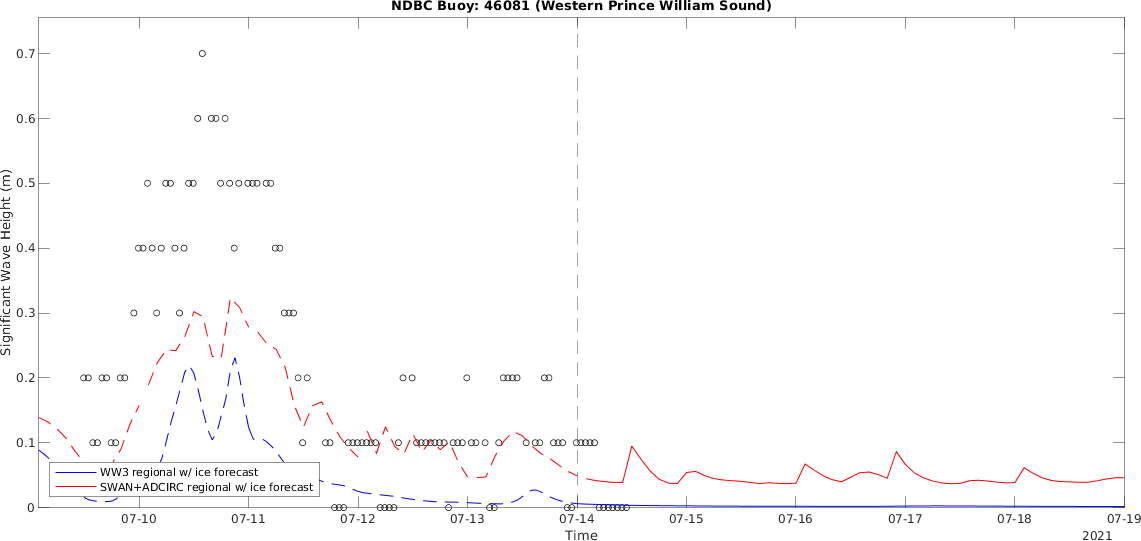 NDBC Buoy: 46081 (Western Prince William Sound)
0.7
0.6
0.5
0.4
0.3
0.2
0.1
0
Significant Wave Height (m)
WW3 regional w/ ice forecast
SWAN+ADCIRC regional w/ ice forecast
07-10 07-11 07-12 07-13 07-14 07-15 07-16 07-17 07-18 07-19
Time
2021